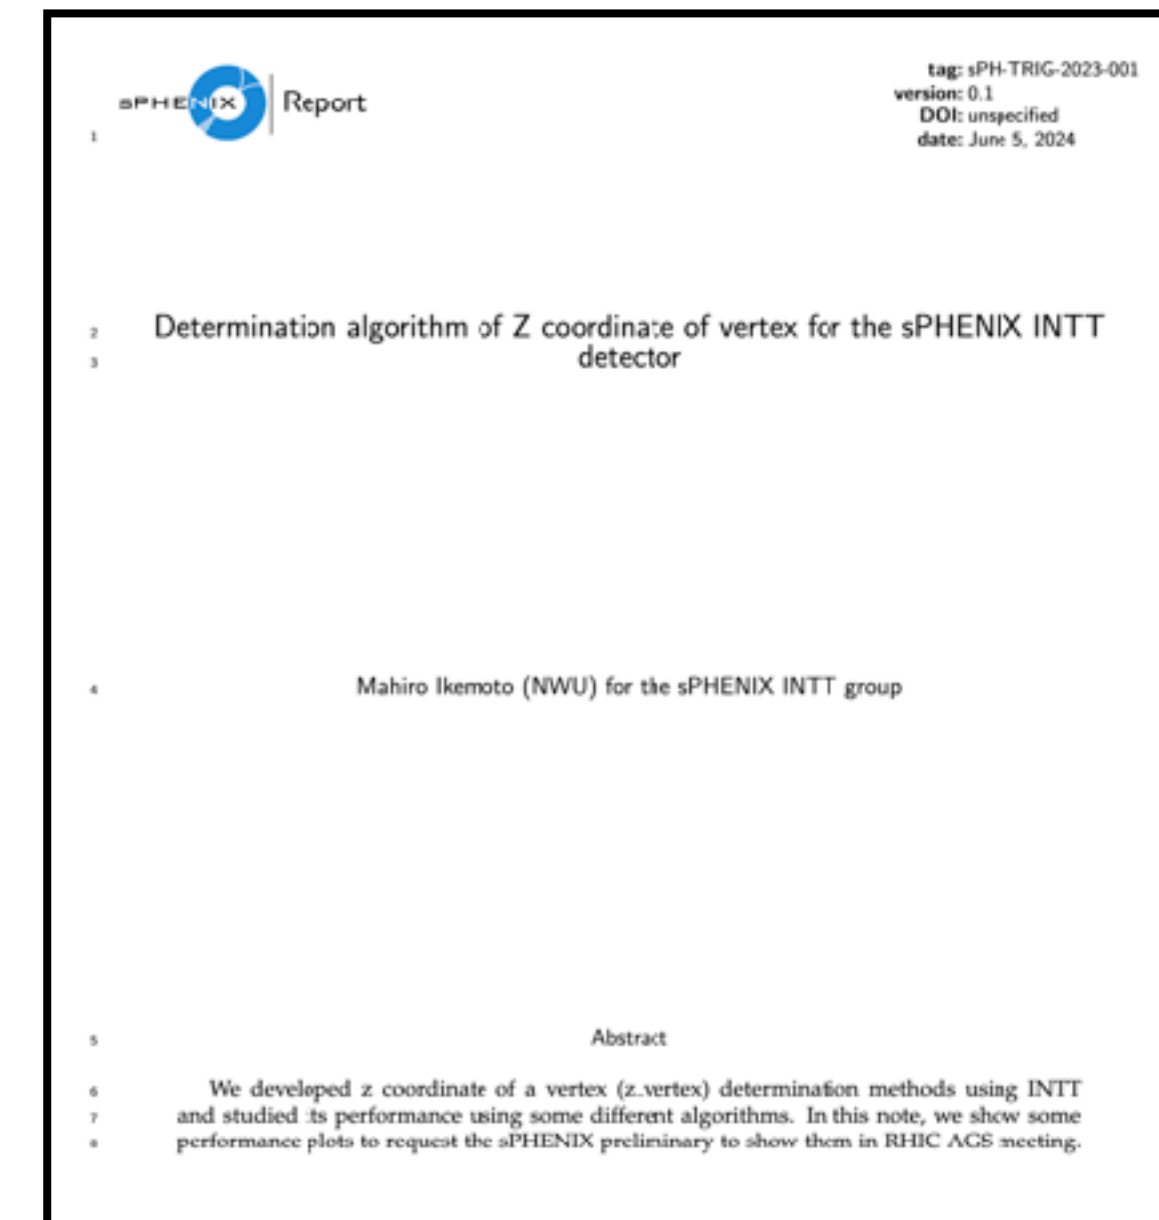 sPHENIX Report
tag: sPH-TRIG-2023-001
version: 0.1
DOI: unspecified
date: June 5, 2024
1
2 Determination algorithm of Z coordinate of vertex for the sPHENIX INTT
3 detector
4 Mahiro Ikemoto (NWU) for the sPHENIX INTT group
5 Abstract
6 We developed z coordinate of a vertex (z_vertex) determination methods using INTT
7 and studied its performance using some different algorithms. In this note, we show some
8 performance plots to request the sPHENIX preliminary to show them in RHIC AGS meeting.